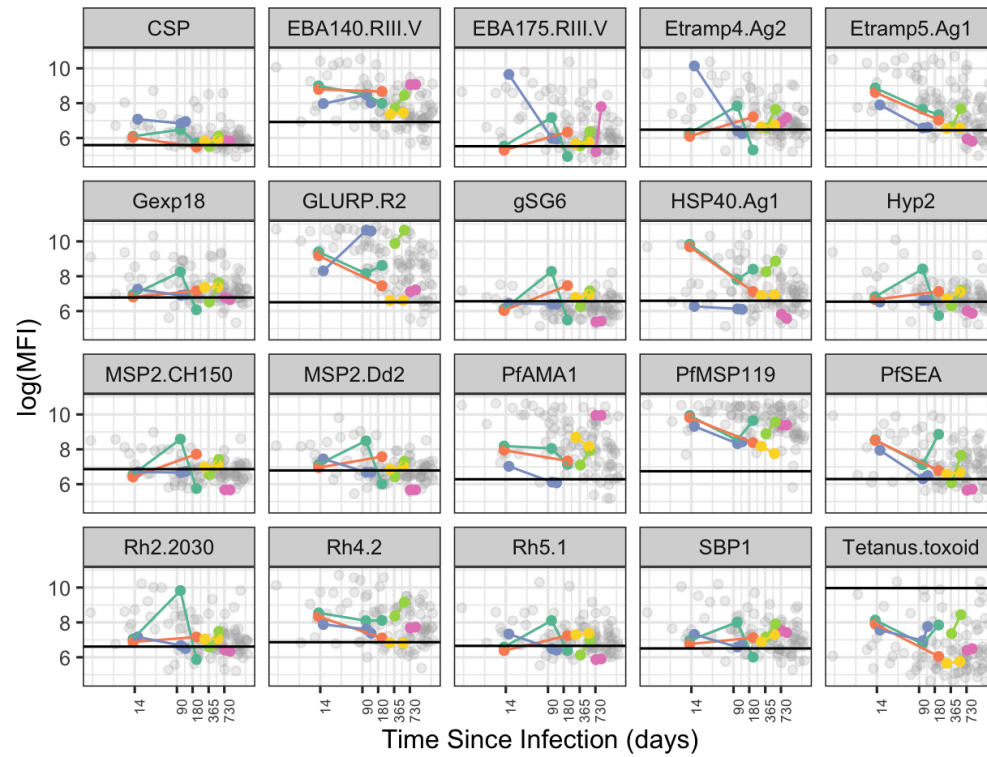 CSP EBA140.RIII.V EBA175.RIII.V Etramp4.Ag2 Etramp5.Ag1
10
8
6
Gexp18 GLURP.R2 gSG6 HSP40.Ag1 Hyp2
10
8
6
MSP2.CH150 MSP2.Dd2 PfAMA1 PfMSP119 PfSEA
10
8
6
Rh2.2030 Rh4.2 Rh5.1 SBP1 Tetanus.toxoid
10
8
6
log(MFI)
14 90 180 365 730 14 90 180 365 730 14 90 180 365 730 14 90 180 365 730 14 90 180 365 730
Time Since Infection (days)